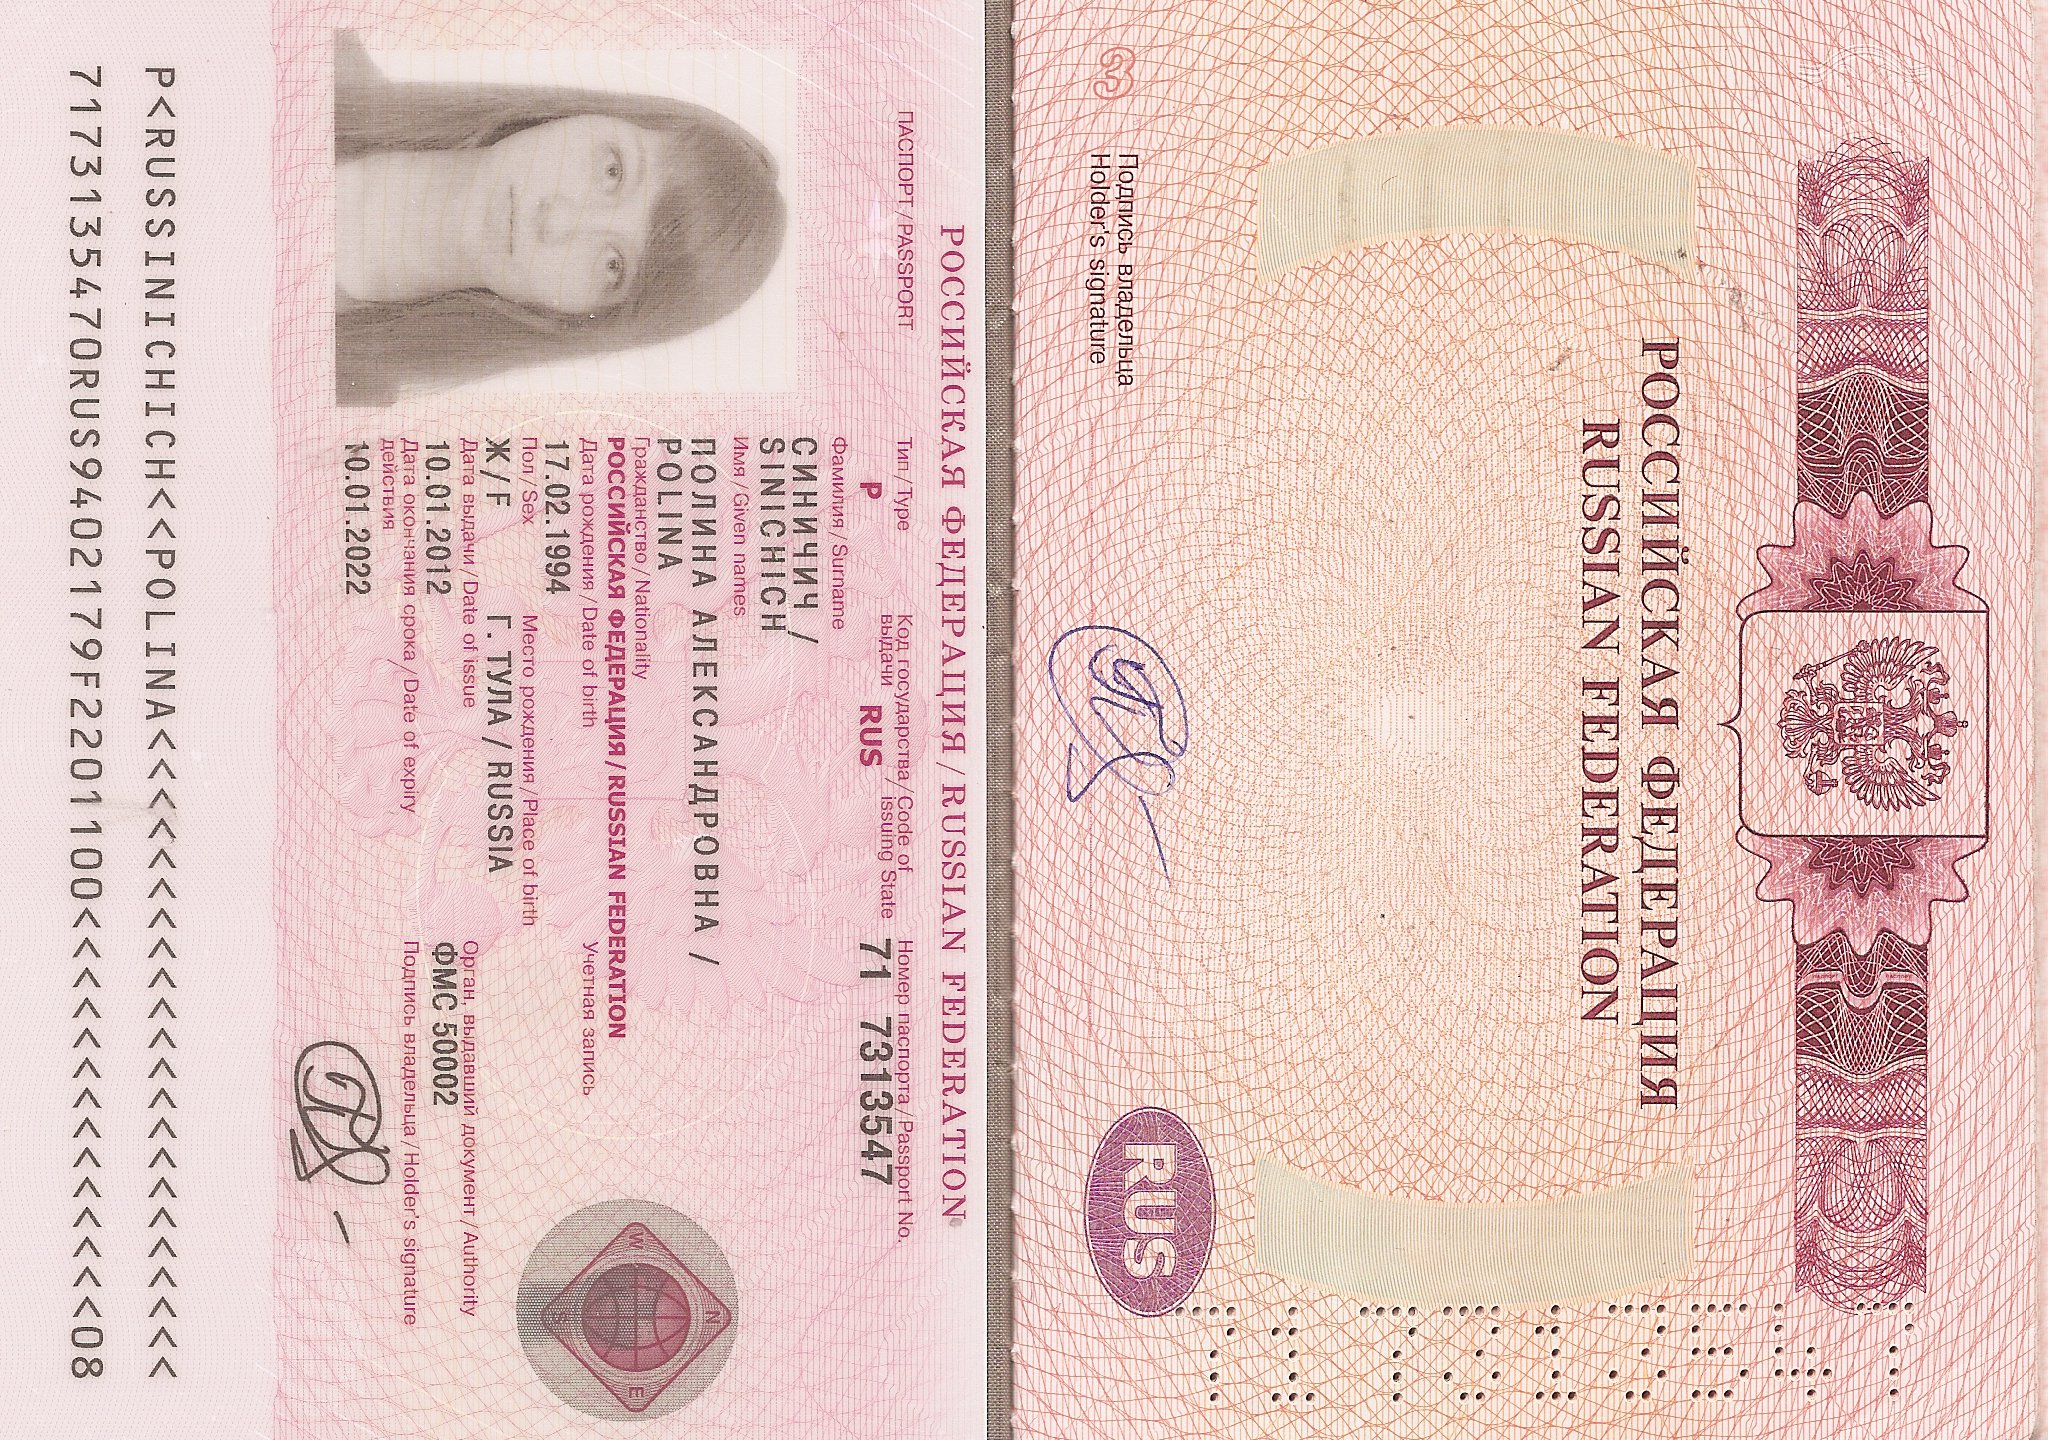 РОССИЙСКАЯ ФЕДЕРАЦИЯ
RUSSIAN FEDERATION
Подпись владельца
Holder's signature
3
RUS
71 7313547
РОССИЙСКАЯ ФЕДЕРАЦИЯ / RUSSIAN FEDERATION
ПАСПОРТ / PASSPORT
Тип / Type
P
Код государства / Code of
выдачи / issuing State
RUS
Номер паспорта / Passport No.
71 7313547
Фамилия / Surname
СИНИЧИЧ /
SINICHICH
Имя / Given names
ПОЛИНА АЛЕКСАНДРОВНА /
POLINA
Гражданство / Nationality
РОССИЙСКАЯ ФЕДЕРАЦИЯ / RUSSIAN FEDERATION
Дата рождения / Date of birth
Учетная запись
17.02.1994
Пол / Sex
Место рождения / Place of birth
Ж / F
Г. ТУЛА / RUSSIA
Дата выдачи / Date of issue
Орган, выдавший документ / Authority
10.01.2012
ФМС 50002
Дата окончания срока / Date of expiry
действия
Подпись владельца / Holder's signature
10.01.2022
N
W
E
S
P<RUSSINICHICH<<POLINA<<<<<<<<<<<<<<<<<<<<<<
7173135470RUS9402179F2201100<<<<<<<<<<<<<<08